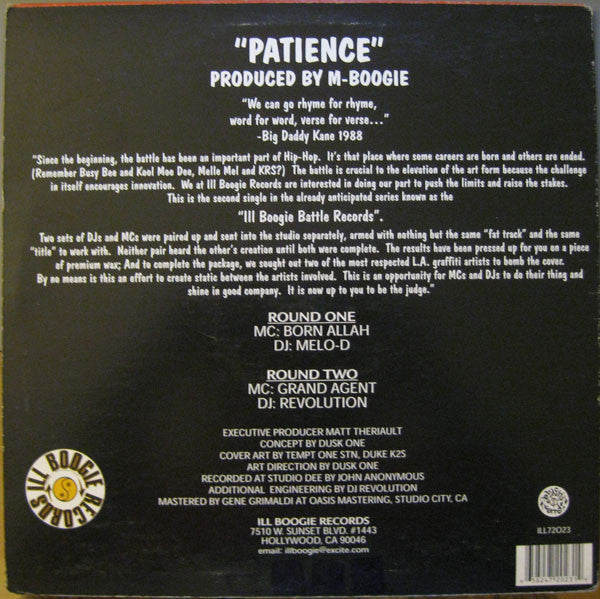 "PATIENCE"
PRODUCED BY M-BOOGIE
"We can go rhyme for rhyme,
word for word, verse for verse..."
-Big Daddy Kane 1988
"Since the beginning, the battle has been an important part of Hip-Hop. It's that place where some careers are born and others are ended.
(Remember Busy Bee and Kool Moe Dee, Melle Mel and KRS?) The battle is crucial to the elevation of the art form because the challenge
in itself encourages innovation. We at Ill Boogie Records are interested in doing our part to push the limits and raise the stakes.
This is the second single in the already anticipated series known as the
"Ill Boogie Battle Records".
Two sets of DJs and MCs were paired up and sent into the studio separately, armed with nothing but the same "fat track" and the same
"title" to work with. Neither pair heard the other's creation until both were complete. The results have been pressed up for you on a piece
of premium wax; And to complete the package, we sought out two of the most respected L.A. graffiti artists to bomb the cover.
By no means is this an effort to create static between the artists involved. This is an opportunity for MCs and DJs to do their thing and
shine in good company. It is now up to you to be the judge."
ROUND ONE
MC: BORN ALLAH
DJ: MELO-D
ROUND TWO
MC: GRAND AGENT
DJ: REVOLUTION
EXECUTIVE PRODUCER MATT THERIAULT
CONCEPT BY DUSK ONE
COVER ART BY TEMPT ONE STN, DUKE K2S
ART DIRECTION BY DUSK ONE
RECORDED AT STUDIO DEE BY JOHN ANONYMOUS
ADDITIONAL ENGINEERING BY DJ REVOLUTION
MASTERED BY GENE GRIMALDI AT OASIS MASTERING, STUDIO CITY, CA
ILL BOOGIE RECORDS
ILL BOOGIE RECORDS
7510 W. SUNSET BLVD. #1443
HOLLYWOOD, CA 90046
email: illboogie@excite.com
ILL72023